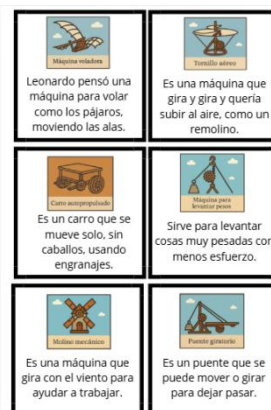 Máquina voladora
Leonardo pensó una
máquina para volar
como los pájaros,
moviendo las alas.
Tornillo aéreo
Es una máquina que
gira y gira y quería
subir al aire, como un
remolino.
Carro autopropulsado
Es un carro que se
mueve solo, sin
caballos, usando
engranajes.
Máquina para
levantar pesos
Sirve para levantar
cosas muy pesadas con
menos esfuerzo.
Molino mecánico
Es una máquina que
gira con el viento para
ayudar a trabajar.
Puente giratorio
Es un puente que se
puede mover o girar
para dejar pasar.